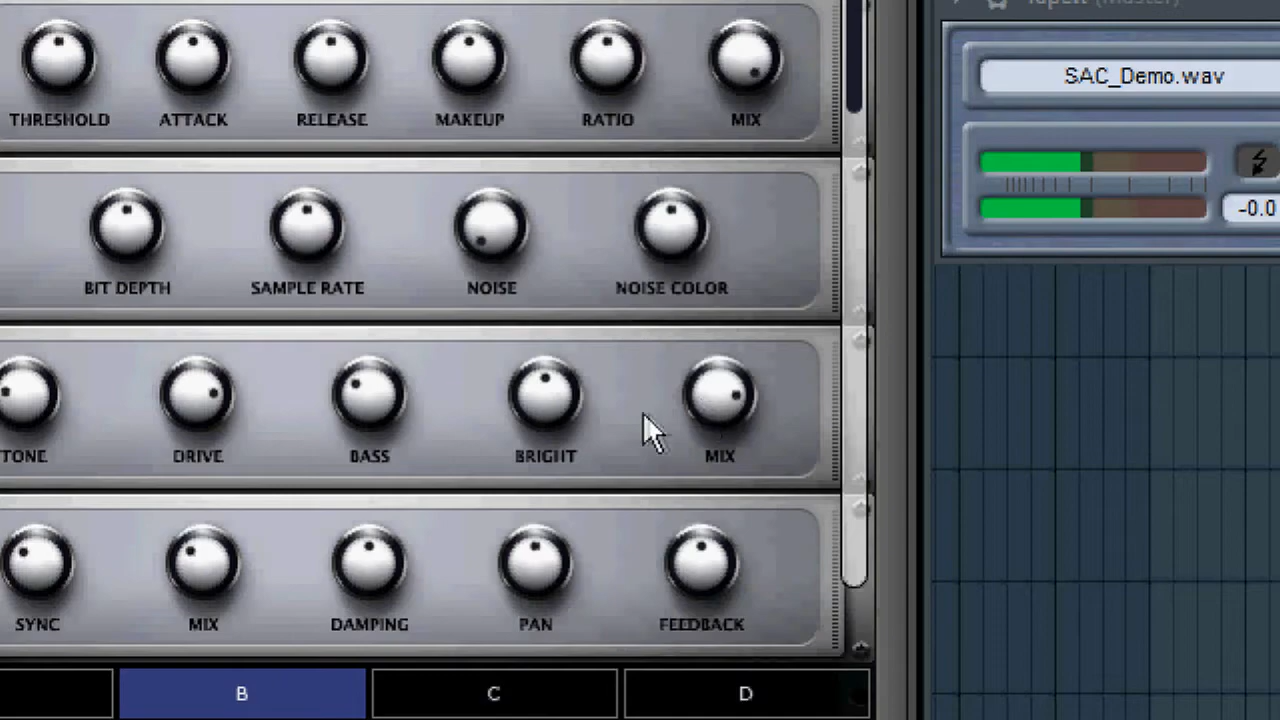 THRESHOLD ATTACK RELEASE MAKEUP RATIO MIX
SAC_Demo.wav
-0.0
BIT DEPTH SAMPLE RATE NOISE NOISE COLOR
TONE DRIVE BASS BRIGHT MIX
SYNC MIX DAMPING PAN FEEDBACK
B C D